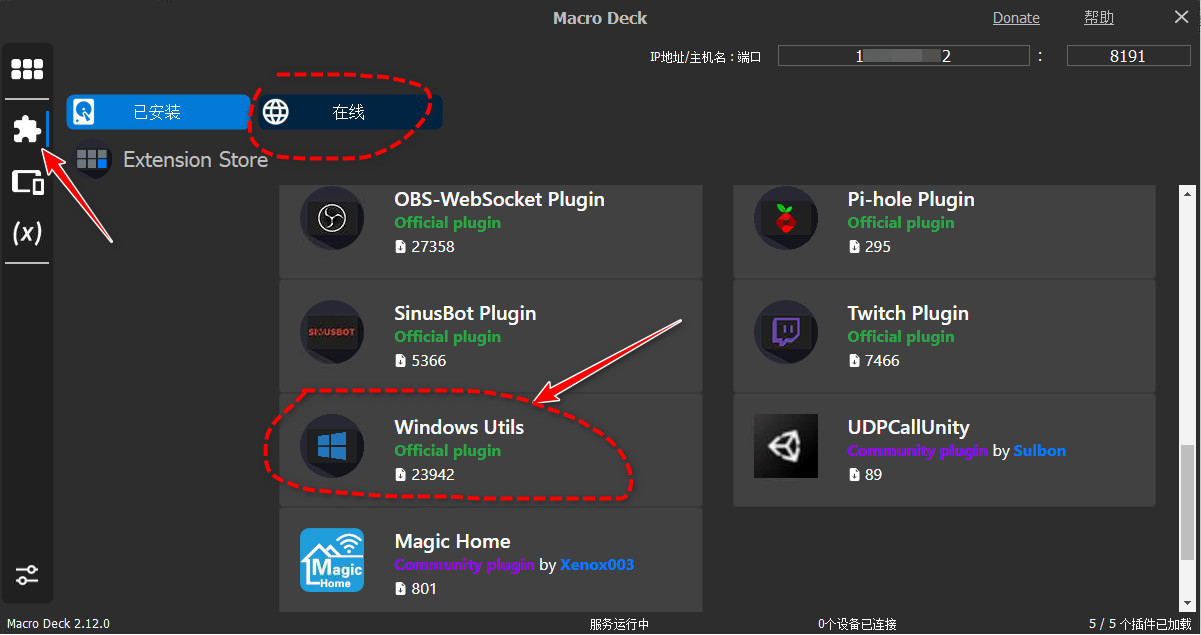 Macro Deck
Donate
帮助
IP地址/主机名:端口
1 2 : 8191
已安装
在线
Extension Store
OBS-WebSocket Plugin
Official plugin
27358
Pi-hole Plugin
Official plugin
295
SINUSBOT
SinusBot Plugin
Official plugin
5366
Twitch Plugin
Official plugin
7466
Windows Utils
Official plugin
23942
UDPCallUnity
Community plugin by Sulbon
89
Magic
Home
Magic Home
Community plugin by Xenox003
801
(x)
Macro Deck 2.12.0
服务运行中
0个设备已连接
5 / 5 个插件已加载